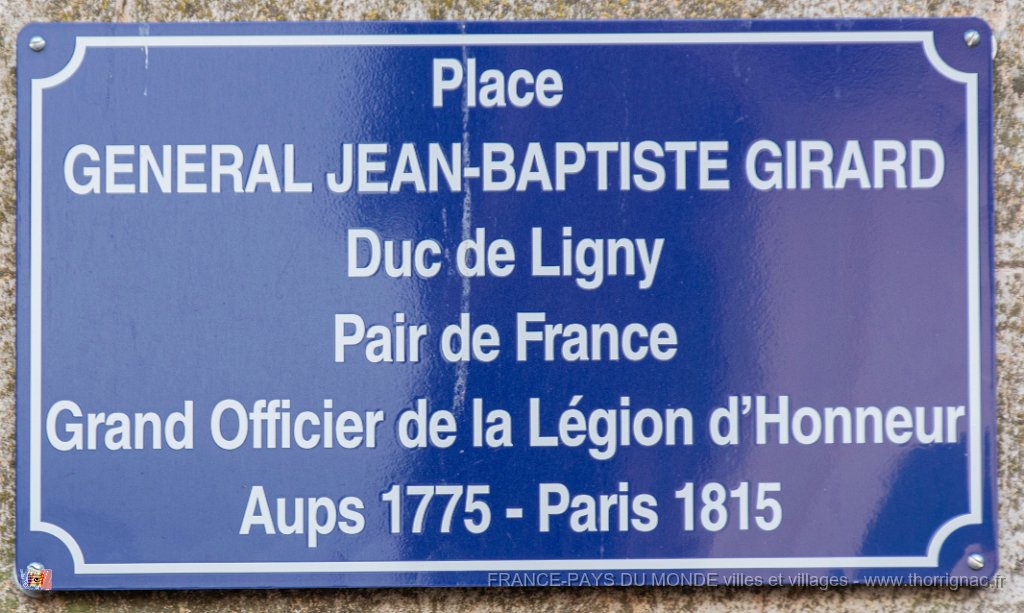 Place
GENERAL JEAN-BAPTISTE GIRARD
Duc de Ligny
Pair de France
Grand Officier de la Légion d'Honneur
Aups 1775 - Paris 1815
FRANCE-PAYS DU MONDE villes et villages - www.thorrignac.fr